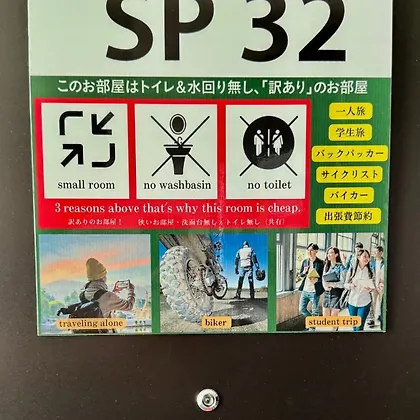 SP 32
このお部屋はトイレ&水回り無し、「訳あり」のお部屋
small room
no washbasin
no toilet
3 reasons above that's why this room is cheap.
訳ありのお部屋! 狭いお部屋・洗面台無し・トイレ無し(共有)
一人旅
学生旅
バックパッカー
サイクリスト
バイカー
出張費節約
traveling alone
biker
student trip